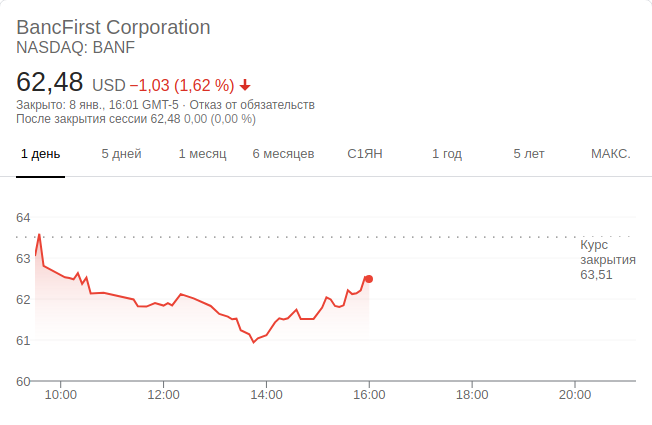 BancFirst Corporation
NASDAQ: BANF
62,48 USD −1,03 (1,62 %)
Закрыто: 8 янв., 16:01 GMT-5 · Отказ от обязательств
После закрытия сессии 62,48 0,00 (0,00 %)
1 день 5 дней 1 месяц 6 месяцев С1ЯН 1 год 5 лет МАКС.
64
Курс
закрытия
63,51
63
62
61
60
10:00 12:00 14:00 16:00 18:00 20:00